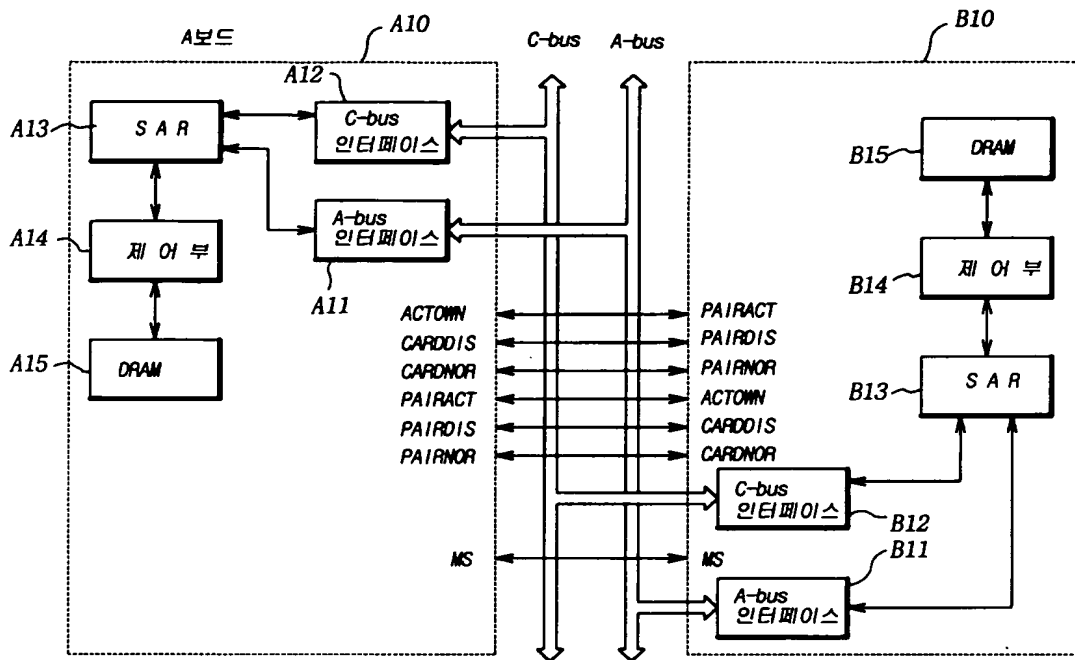 A보드
A10
C-bus
A-bus
B10
A12
A13
S A R
C-bus
인터페이스
A14
제 어 부
A-bus
인터페이스
A11
A15
DRAM
B15
DRAM
B14
제 어 부
B13
S A R
ACTOWN
PAIRACT
CARDDIS
PAIRDIS
CARDNOR
PAIRNOR
PAIRACT
ACTOWN
PAIRDIS
CARDDIS
PAIRNOR
CARDNOR
C-bus
인터페이스
B12
MS
MS
B11
A-bus
인터페이스